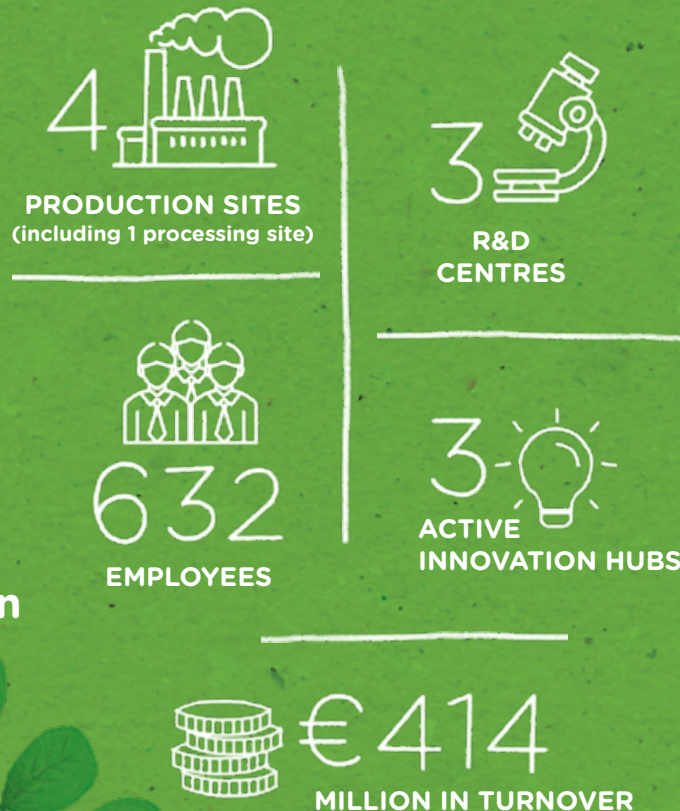 4
PRODUCTION SITES
(including 1 processing site)
3
R&D
CENTRES
632
EMPLOYEES
3
ACTIVE
INNOVATION HUBS
n
€414
MILLION IN TURNOVER